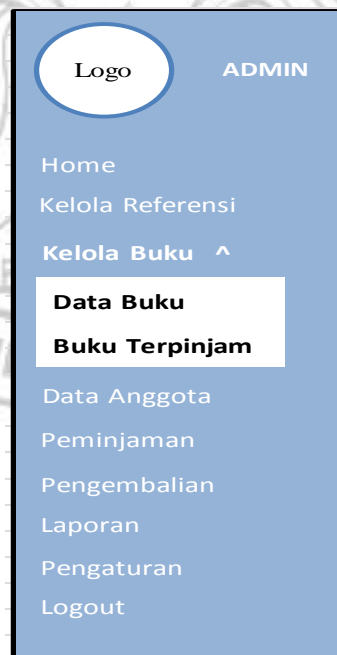 Logo ADMIN
Home
Kelola Referensi
Kelola Buku ^
Data Buku
Buku Terpinjam
Data Anggota
Peminjaman
Pengembalian
Laporan
Pengaturan
Logout